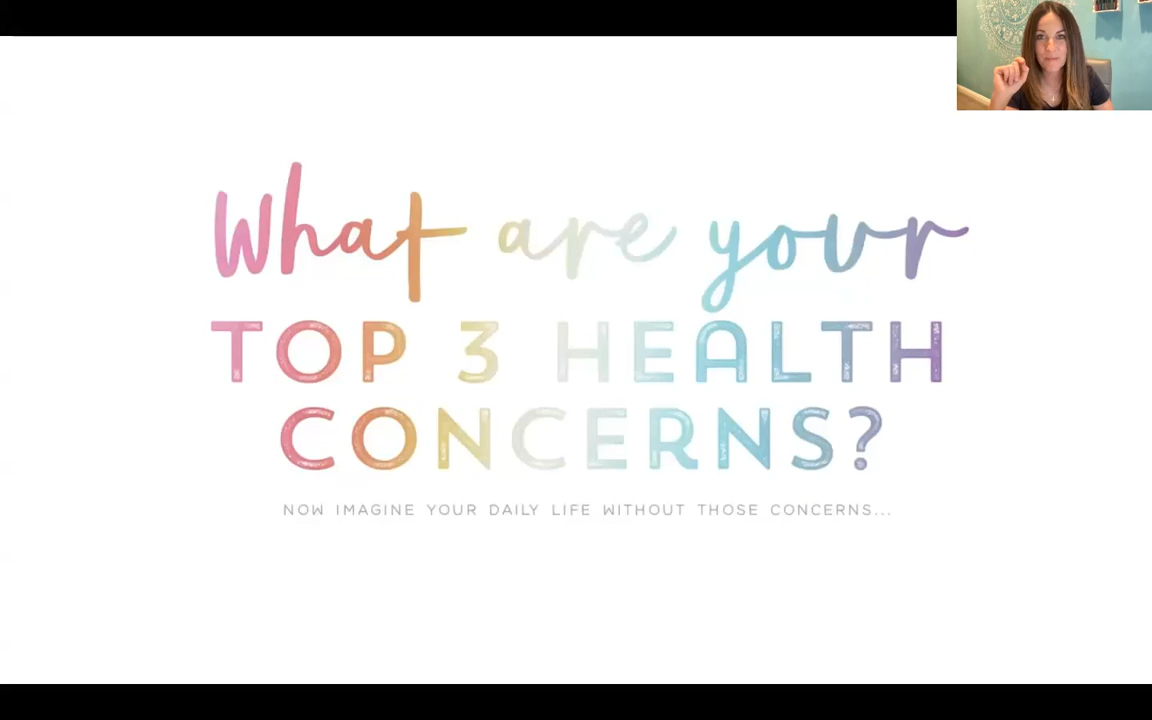 What are your
TOP 3 HEALTH
CONCERNS?
NOW IMAGINE YOUR DAILY LIFE WITHOUT THOSE CONCERNS...